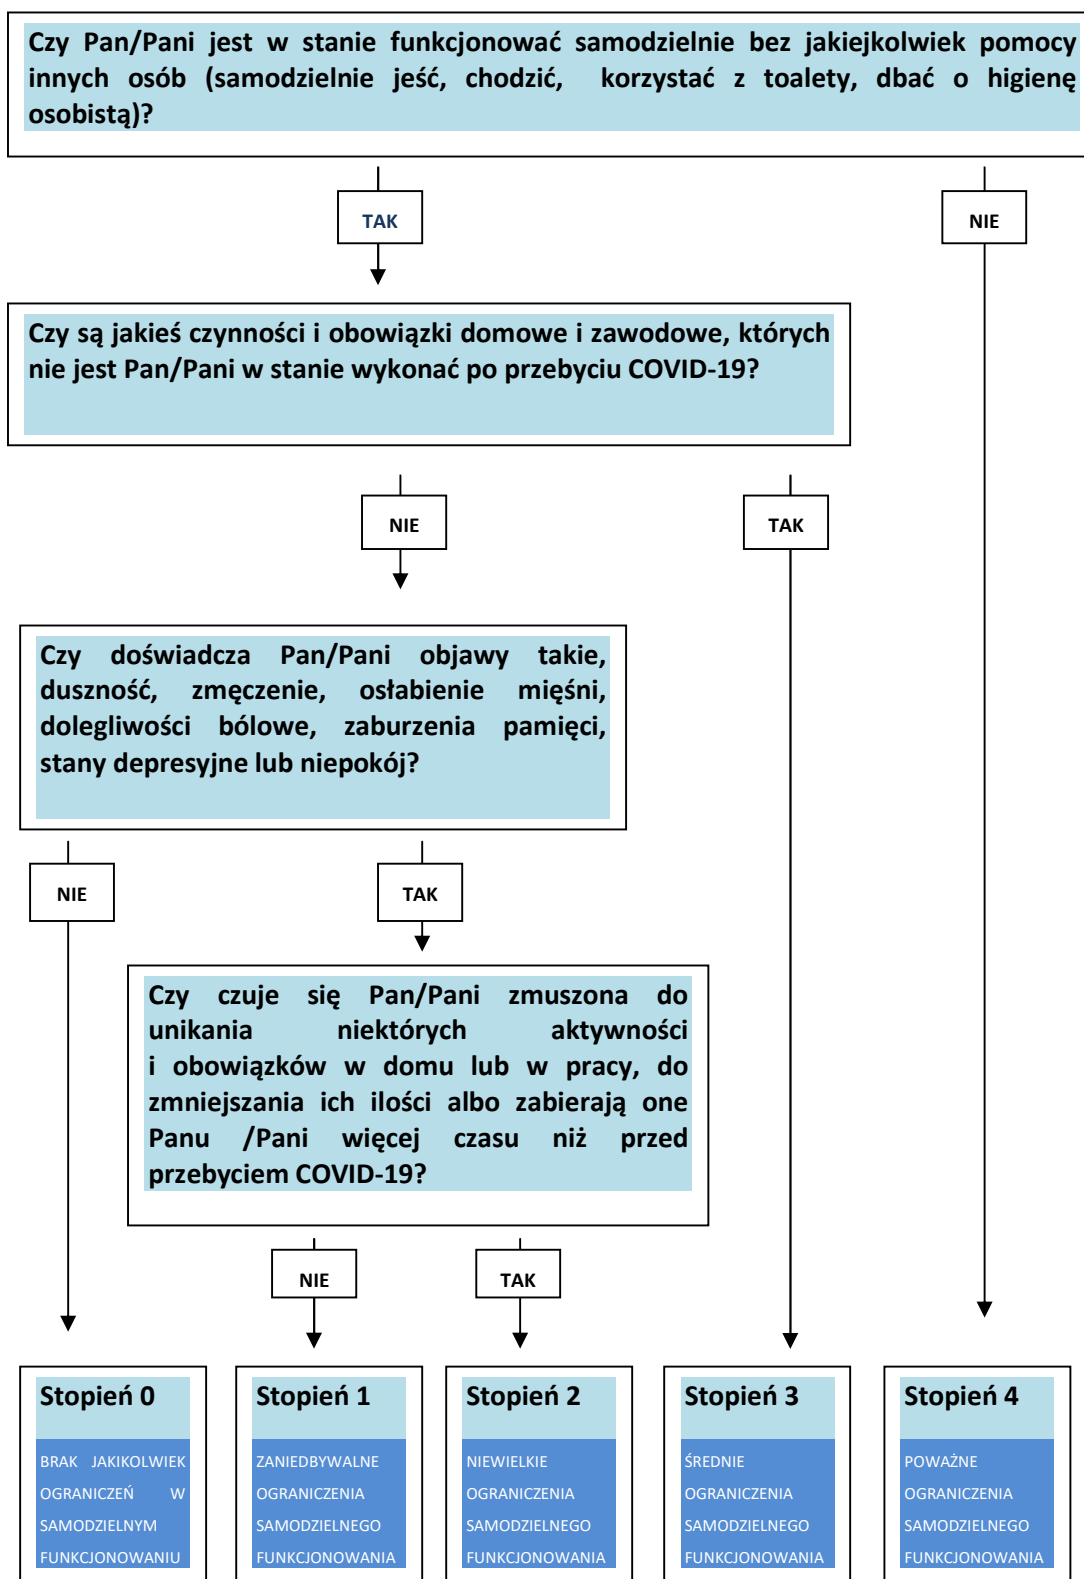 Czy Pan/Pani jest w stanie funkcjonować samodzielnie bez jakiejkolwiek pomocy
innych osób (samodzielnie jeść, chodzić, korzystać z toalety, dbać o higienę
osobistą)?
TAK
NIE
Czy są jakieś czynności i obowiązki domowe i zawodowe, których
nie jest Pan/Pani w stanie wykonać po przebyciu COVID-19?
NIE
TAK
Czy doświadcza Pan/Pani objawy takie,
duszność, zmęczenie, osłabienie mięśni,
dolegliwości bólowe, zaburzenia pamięci,
stany depresyjne lub niepokój?
NIE
TAK
Czy czuje się Pan/Pani zmuszona do
unikania niektórych aktywności
i obowiązków w domu lub w pracy, do
zmniejszania ich ilości albo zabierają one
Panu /Pani więcej czasu niż przed
przebyciem COVID-19?
NIE
TAK
Stopień 0
BRAK JAKIKOLWIEK
OGRANICZEŃ W
SAMODZIELNYM
FUNKCJONOWANIU
Stopień 1
ZANIEDBYWALNE
OGRANICZENIA
SAMODZIELNEGO
FUNKCJONOWANIA
Stopień 2
NIEWIELKIE
OGRANICZENIA
SAMODZIELNEGO
FUNKCJONOWANIA
Stopień 3
ŚREDNIE
OGRANICZENIA
SAMODZIELNEGO
FUNKCJONOWANIA
Stopień 4
POWAŻNE
OGRANICZENIA
SAMODZIELNEGO
FUNKCJONOWANIA